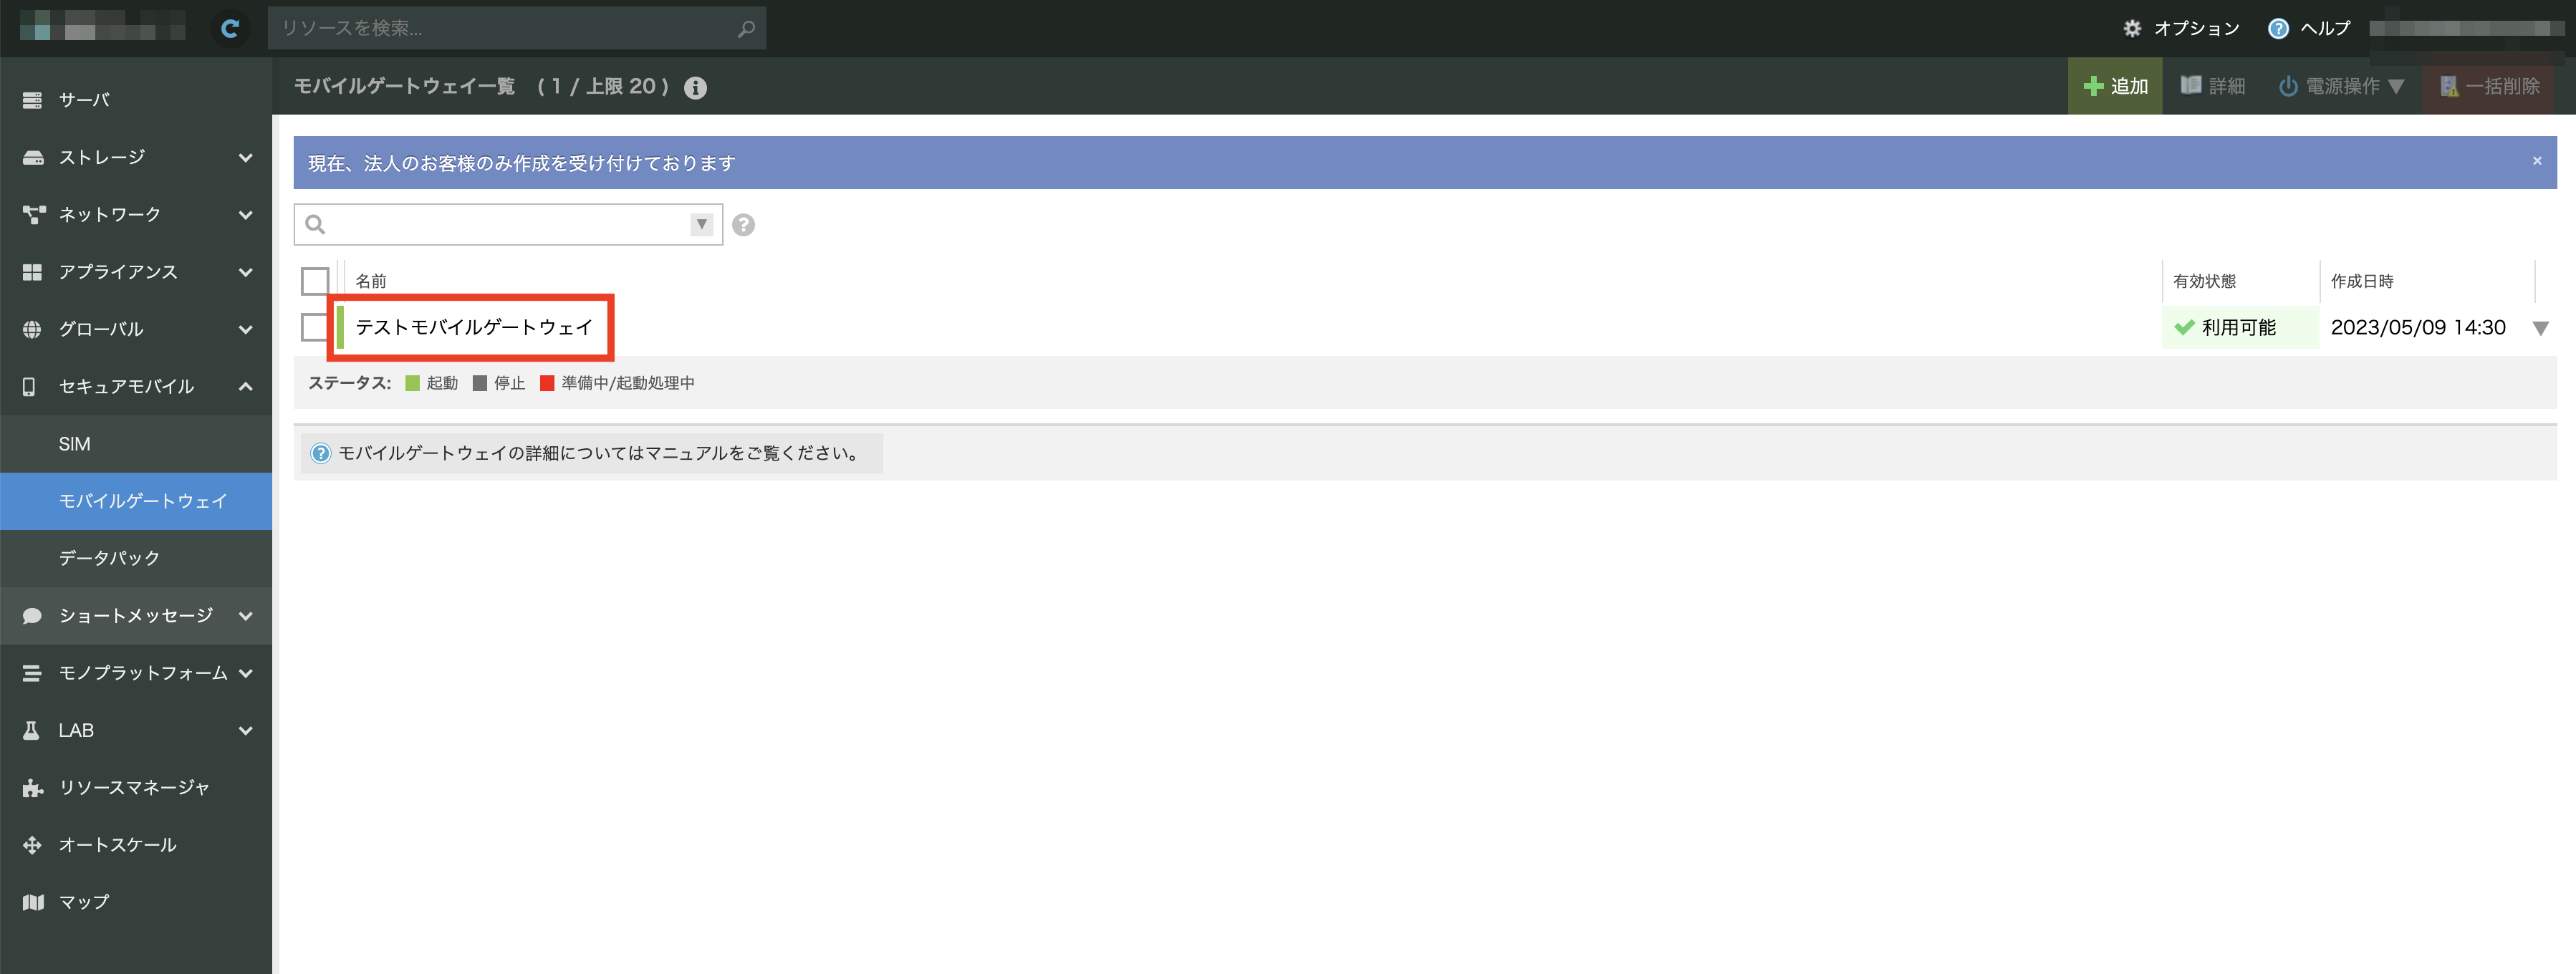 リソースを検索...
オプション
ヘルプ
サーバ
ストレージ
ネットワーク
アプライアンス
グローバル
セキュアモバイル
SIM
モバイルゲートウェイ
データパック
ショートメッセージ
モノプラットフォーム
LAB
リソースマネージャ
オートスケール
マップ
モバイルゲートウェイ一覧 ( 1 / 上限 20 )
追加
詳細
電源操作
一括削除
現在、法人のお客様のみ作成を受け付けております
名前
有効状態
作成日時
テストモバイルゲートウェイ
利用可能
2023/05/09 14:30
ステータス: 起動 停止 準備中/起動処理中
モバイルゲートウェイの詳細についてはマニュアルをご覧ください。